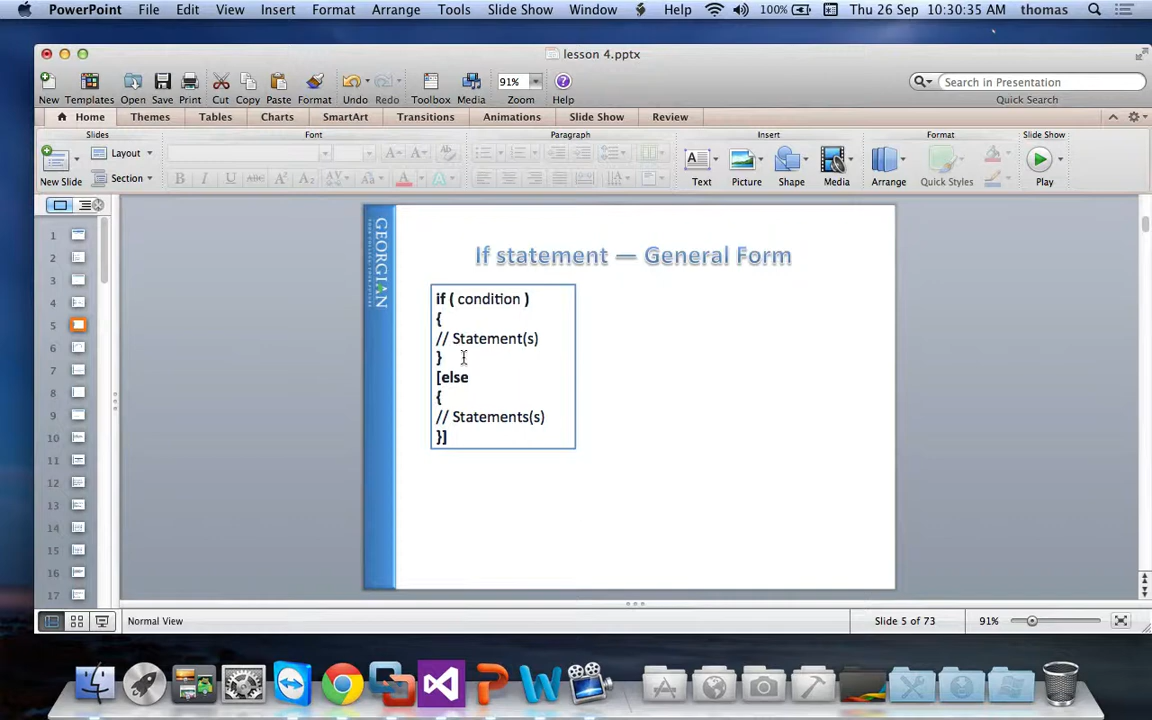 PowerPoint File Edit View Insert Format Arrange Tools Slide Show Window Help 100% Thu 26 Sep 10:30:35 AM thomas
lesson 4.pptx
91% Search in Presentation
New Templates Open Save Print Cut Copy Paste Format Undo Redo Toolbox Media Zoom Help Quick Search
Home Themes Tables Charts SmartArt Transitions Animations Slide Show Review
Slides Font Paragraph Insert Format Slide Show
Layout
Section B I U ABC A² A₂ AV Aa A A
New Slide Text Picture Shape Media Arrange Quick Styles Play
GEORGIAN
If statement — General Form
if ( condition )
{
// Statement(s)
}
[else
{
// Statements(s)
}]
1
2
3
4
5
6
7
8
9
10
11
12
13
14
15
16
17
Normal View Slide 5 of 73 91%